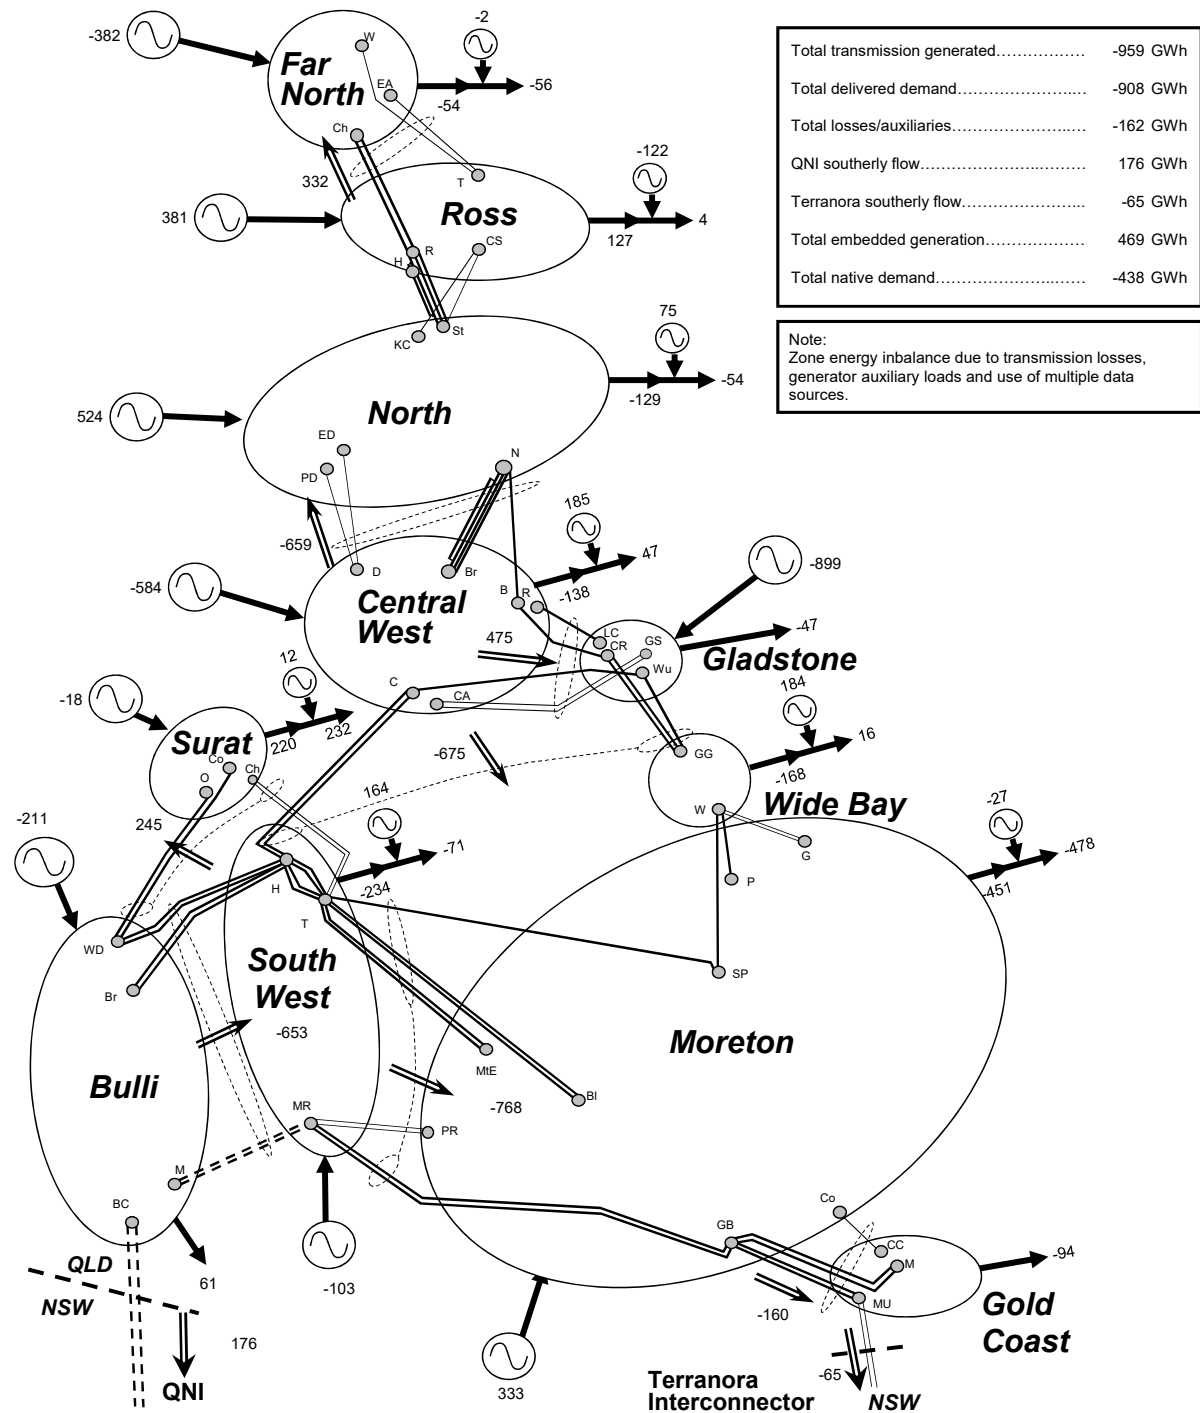 -382
W
-2
Far
North
EA
-54
-56
Ch
332
-122
T
Ross
381
4
127
CS
R
H
St
KC
75
-54
-129
North
524
ED
PD
N
-659
185
47
-138
D
Br
B
R
-584
Central
West
-899
LC
CR
GS
-47
475
Gladstone
Wu
12
C
CA
-18
184
16
Surat
220
232
-675
GG
-168
Co
Ch
O
Wide Bay
164
W
-27
-211
245
-71
-478
G
-234
P
-451
H
T
WD
South
West
SP
Br
-653
Moreton
MtE
Bulli
-768
Bl
MR
PR
M
BC
Co
GB
CC
M
-94
QLD
61
NSW
-103
MU
Gold
Coast
-160
176
QNI
333
Terranora
Interconnector
-65
NSW
Total transmission generated................ -959 GWh
Total delivered demand........................ -908 GWh
Total losses/auxiliaries......................... -162 GWh
QNI southerly flow................................ 176 GWh
Terranora southerly flow........................ -65 GWh
Total embedded generation................... 469 GWh
Total native demand............................. -438 GWh
Note:
Zone energy inbalance due to transmission losses,
generator auxiliary loads and use of multiple data
sources.